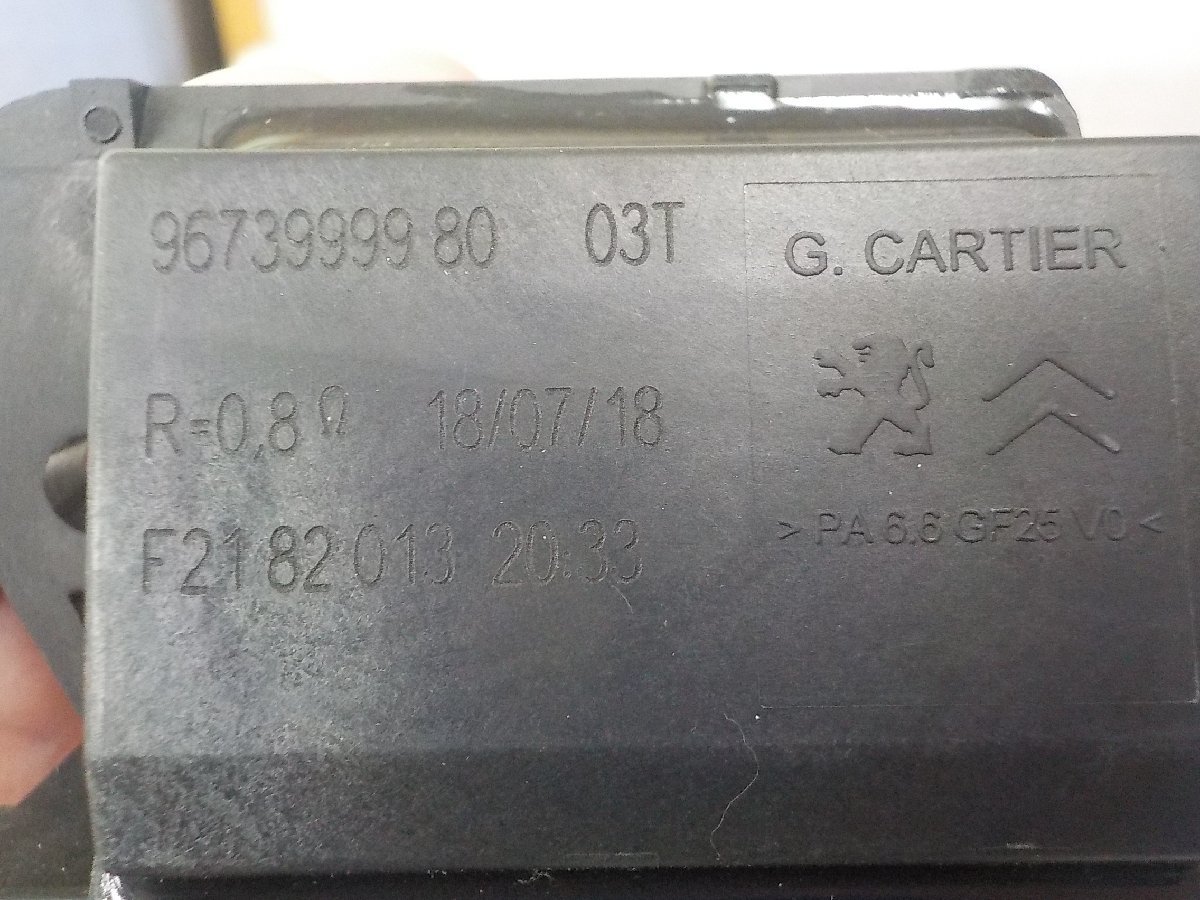 96739999 80 03T
G. CARTIER
R=0,8 Ω 18/07/18
F21 82 013 20:33
> PA 6,6 GF25 V0 <